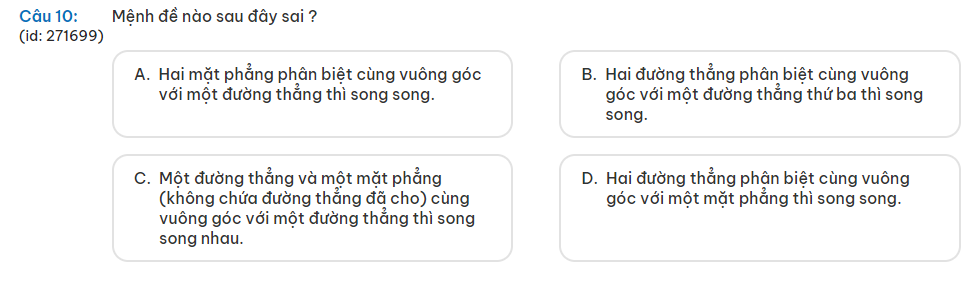 Câu 10: Mệnh đề nào sau đây sai ?
(id: 271699)
A. Hai mặt phẳng phân biệt cùng vuông góc
với một đường thẳng thì song song.
B. Hai đường thẳng phân biệt cùng vuông
góc với một đường thẳng thứ ba thì song
song.
C. Một đường thẳng và một mặt phẳng
(không chứa đường thẳng đã cho) cùng
vuông góc với một đường thẳng thì song
song nhau.
D. Hai đường thẳng phân biệt cùng vuông
góc với một mặt phẳng thì song song.